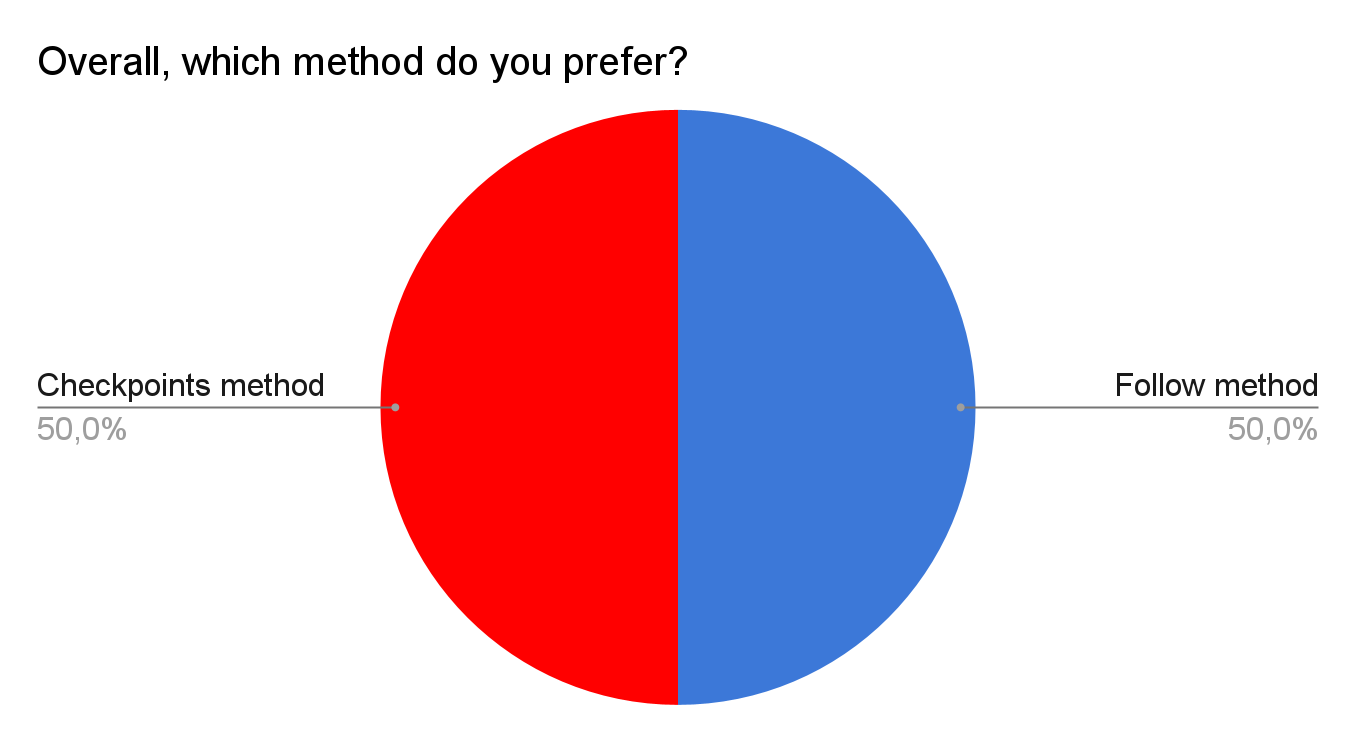 Overall, which method do you prefer?
Checkpoints method
50,0%
Follow method
50,0%